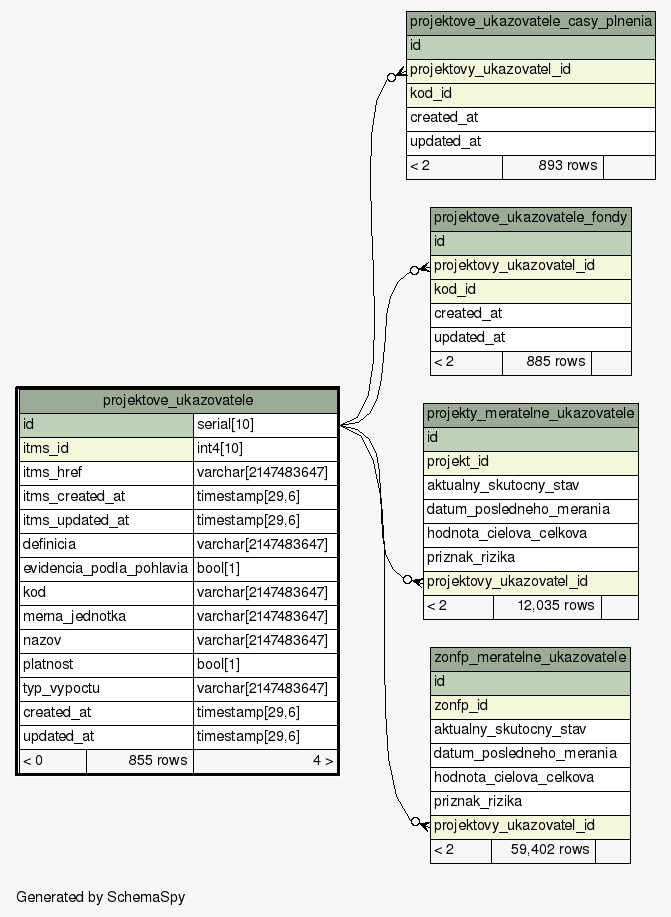 projektove_ukazovatele_casy_plnenia
id
projektovy_ukazovatel_id
kod_id
created_at
updated_at
< 2 893 rows
projektove_ukazovatele_fondy
id
projektovy_ukazovatel_id
kod_id
created_at
updated_at
< 2 885 rows
projektove_ukazovatele
id serial[10]
itms_id int4[10]
itms_href varchar[2147483647]
itms_created_at timestamp[29,6]
itms_updated_at timestamp[29,6]
definicia varchar[2147483647]
evidencia_podla_pohlavia bool[1]
kod varchar[2147483647]
merna_jednotka varchar[2147483647]
nazov varchar[2147483647]
platnost bool[1]
typ_vypoctu varchar[2147483647]
created_at timestamp[29,6]
updated_at timestamp[29,6]
< 0 855 rows 4 >
projekty_meratelne_ukazovatele
id
projekt_id
aktualny_skutocny_stav
datum_posledneho_merania
hodnota_cielova_celkova
priznak_rizika
projektovy_ukazovatel_id
< 2 12,035 rows
zonfp_meratelne_ukazovatele
id
zonfp_id
aktualny_skutocny_stav
datum_posledneho_merania
hodnota_cielova_celkova
priznak_rizika
projektovy_ukazovatel_id
< 2 59,402 rows
Generated by SchemaSpy